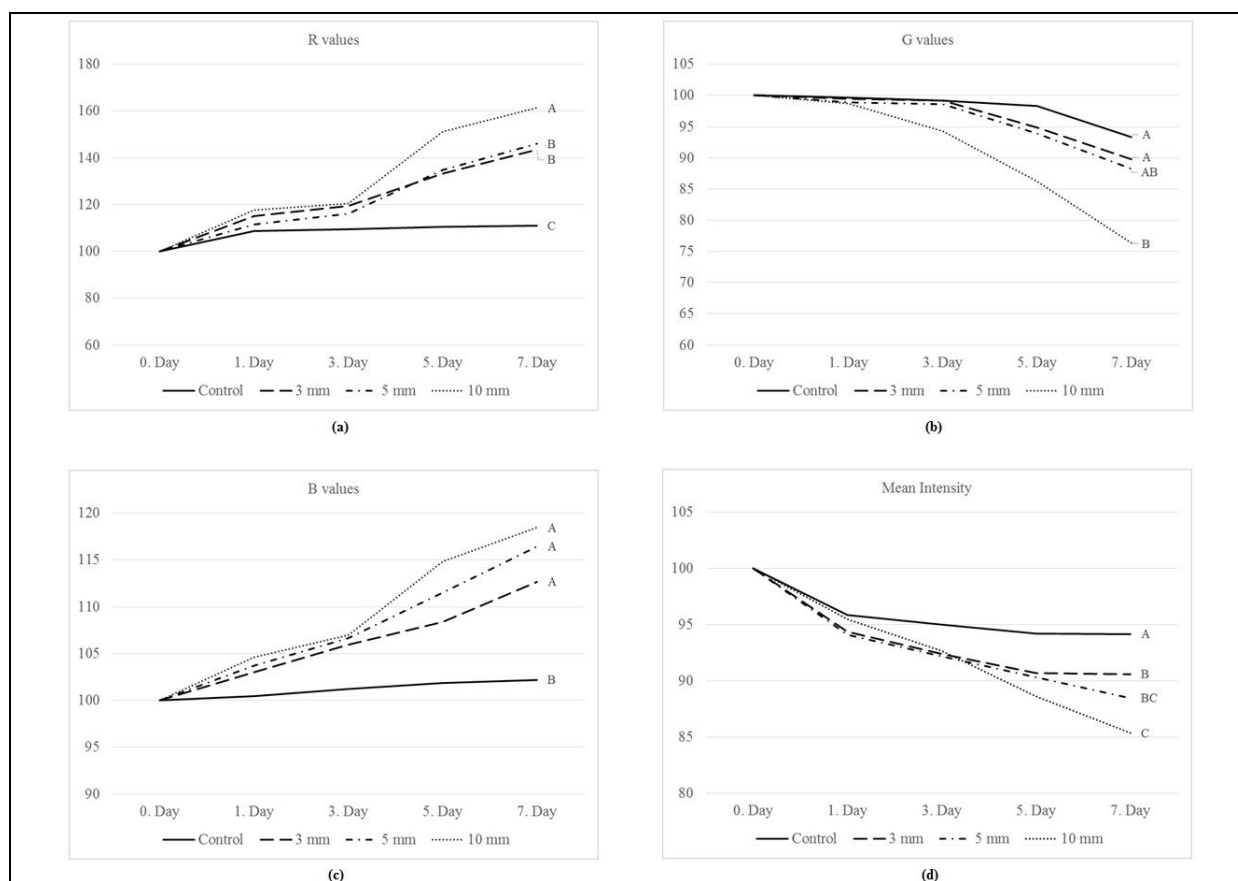 R values
180
160
140
120
100
80
60
A
B
B
C
0. Day 1. Day 3. Day 5. Day 7. Day
Control 3 mm 5 mm 10 mm
(a)
G values
105
100
95
90
85
80
75
70
65
60
A
A
AB
B
0. Day 1. Day 3. Day 5. Day 7. Day
Control 3 mm 5 mm 10 mm
(b)
B values
120
115
110
105
100
95
90
A
A
A
B
0. Day 1. Day 3. Day 5. Day 7. Day
Control 3 mm 5 mm 10 mm
(c)
Mean Intensity
105
100
95
90
85
80
A
B
BC
C
0. Day 1. Day 3. Day 5. Day 7. Day
Control 3 mm 5 mm 10 mm
(d)